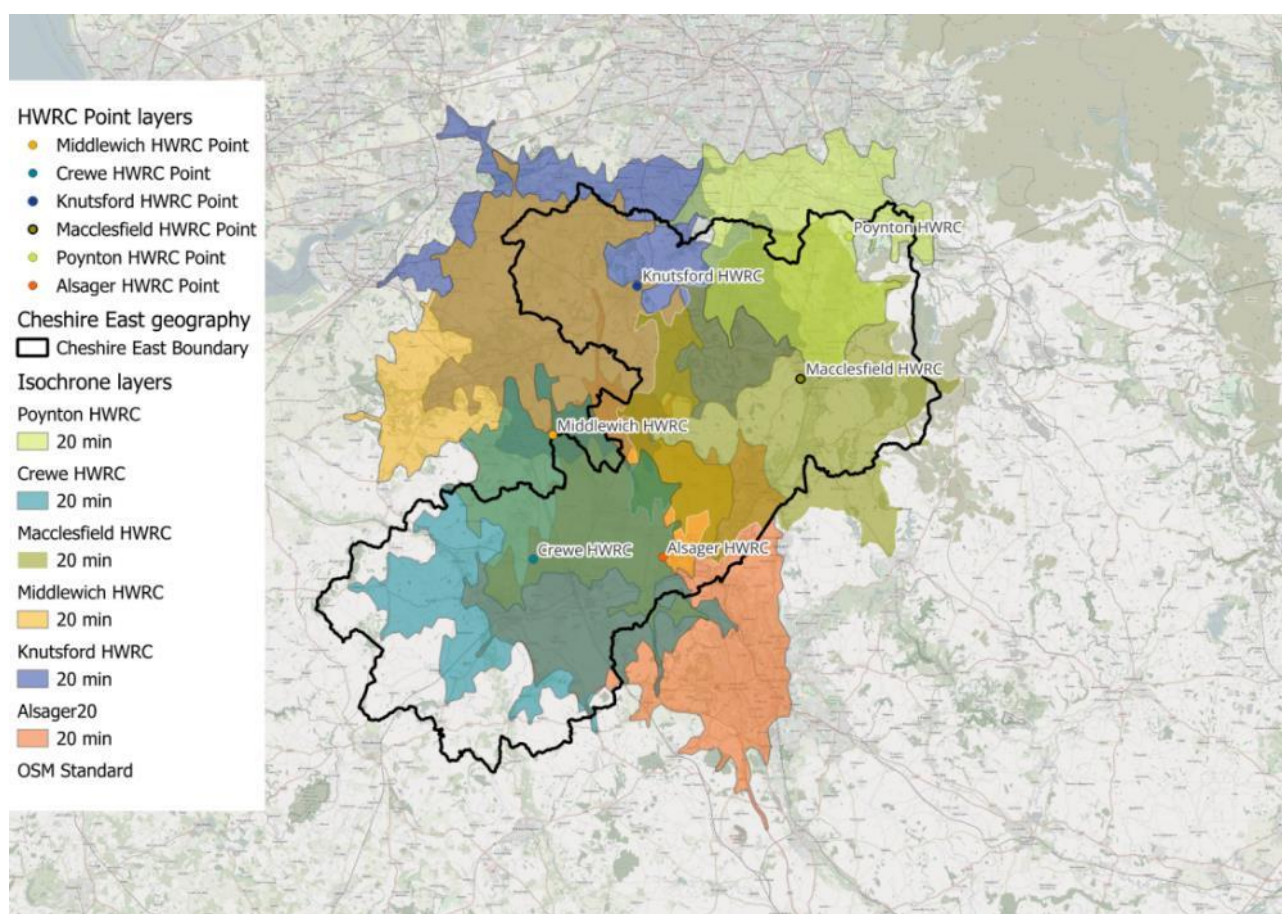 HWRC Point layers
Middlewich HWRC Point
Crewe HWRC Point
Knutsford HWRC Point
Macclesfield HWRC Point
Poynton HWRC Point
Alsager HWRC Point
Cheshire East geography
Cheshire East Boundary
Isochrone layers
Poynton HWRC
20 min
Crewe HWRC
20 min
Macclesfield HWRC
20 min
Middlewich HWRC
20 min
Knutsford HWRC
20 min
Alsager20
20 min
OSM Standard
Poynton HWRC
Knutsford HWRC
Macclesfield HWRC
Middlewich HWRC
Crewe HWRC
Alsager HWRC